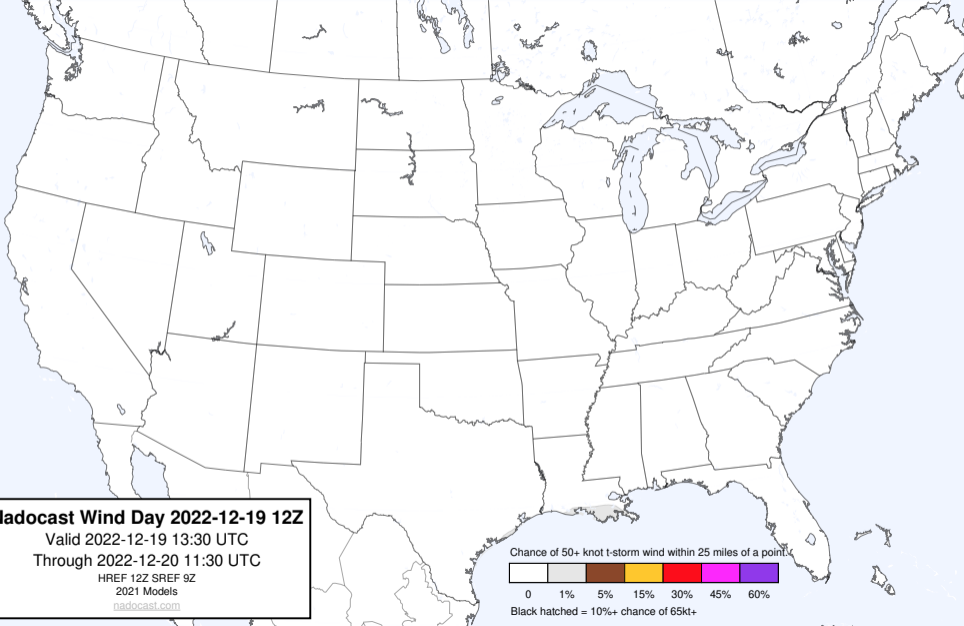 adocast Wind Day 2022-12-19 12Z
Valid 2022-12-19 13:30 UTC
Through 2022-12-20 11:30 UTC
HREF 12Z SREF 9Z
2021 Models
nadocast.com
Chance of 50+ knot t-storm wind within 25 miles of a point.
0 1% 5% 15% 30% 45% 60%
Black hatched = 10%+ chance of 65kt+